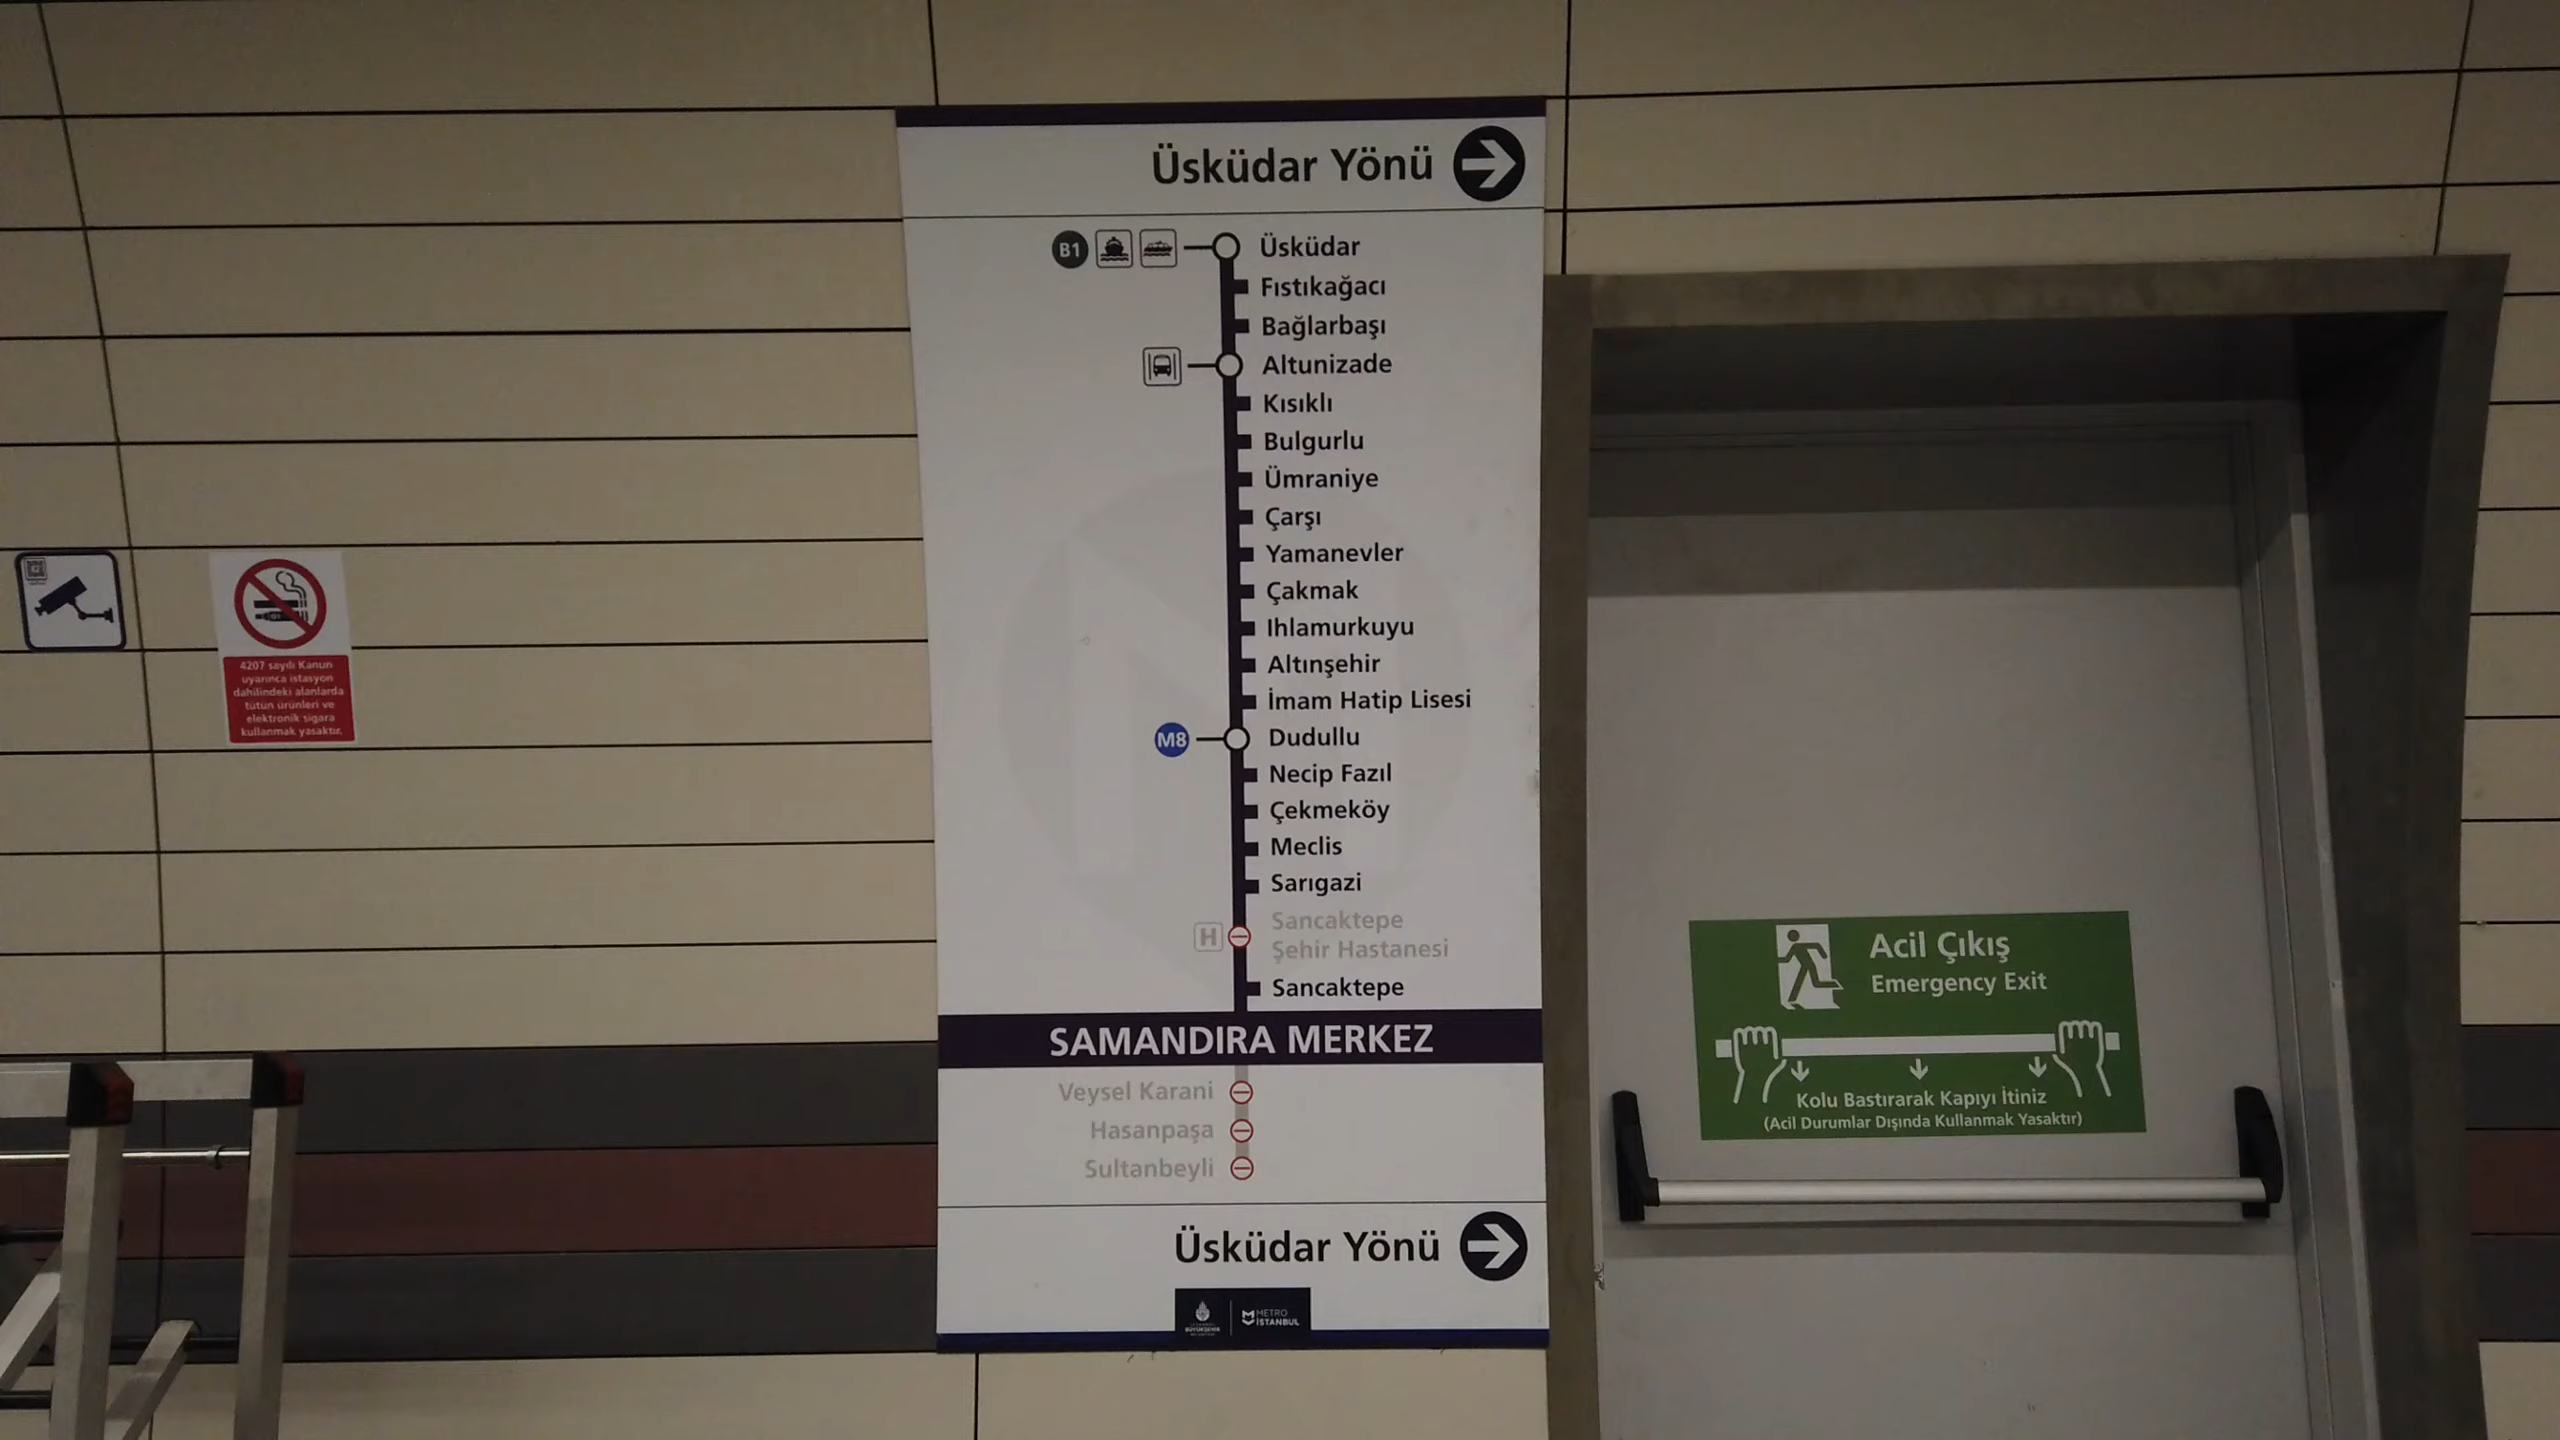 Üsküdar Yönü
B1
Üsküdar
Fıstıkağacı
Bağlarbaşı
Altunizade
Kısıklı
Bulgurlu
Ümraniye
Çarşı
Yamanevler
Çakmak
Ihlamurkuyu
Altınşehir
İmam Hatip Lisesi
M8
Dudullu
Necip Fazıl
Çekmeköy
Meclis
Sarıgazi
H
Sancaktepe
Şehir Hastanesi
Sancaktepe
SAMANDIRA MERKEZ
Veysel Karani
Hasanpaşa
Sultanbeyli
Üsküdar Yönü
BÜYÜKŞEHİR
METRO
İSTANBUL
4207 sayılı Kanun
uyarınca istasyon
dahilindeki alanlarda
tütün ürünleri ve
elektronik sigara
kullanmak yasaktır.
Acil Çıkış
Emergency Exit
Kolu Bastırarak Kapıyı İtiniz
(Acil Durumlar Dışında Kullanmak Yasaktır)